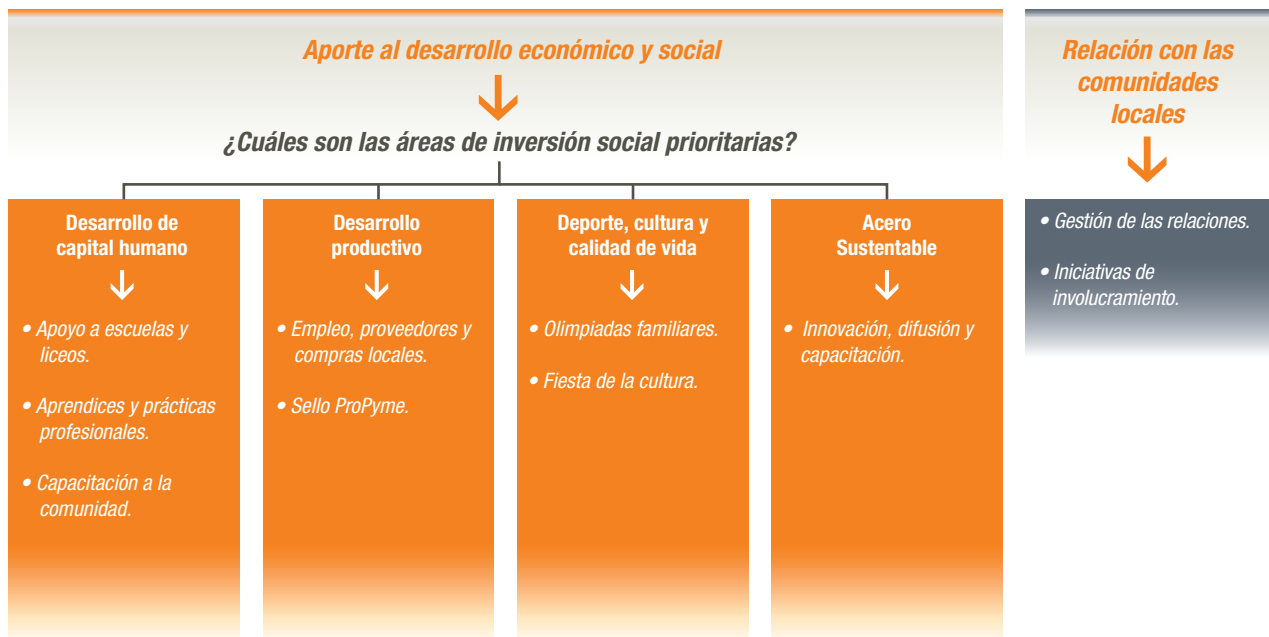 Aporte al desarrollo económico y social
¿Cuáles son las áreas de inversión social prioritarias?
Desarrollo de
capital humano
• Apoyo a escuelas y
liceos.
• Aprendices y prácticas
profesionales.
• Capacitación a la
comunidad.
Desarrollo
productivo
• Empleo, proveedores y
compras locales.
• Sello ProPyme.
Deporte, cultura y
calidad de vida
• Olimpiadas familiares.
• Fiesta de la cultura.
Acero
Sustentable
• Innovación, difusión y
capacitación.
Relación con las
comunidades
locales
• Gestión de las relaciones.
• Iniciativas de
involucramiento.